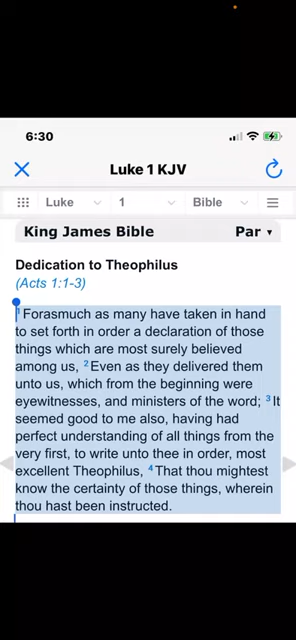 6:30
Luke 1 KJV
Luke 1 Bible
King James Bible Par
Dedication to Theophilus
(Acts 1:1-3)
1 Forasmuch as many have taken in hand
to set forth in order a declaration of those
things which are most surely believed
among us, 2 Even as they delivered them
unto us, which from the beginning were
eyewitnesses, and ministers of the word; 3 It
seemed good to me also, having had
perfect understanding of all things from the
very first, to write unto thee in order, most
excellent Theophilus, 4 That thou mightest
know the certainty of those things, wherein
thou hast been instructed.